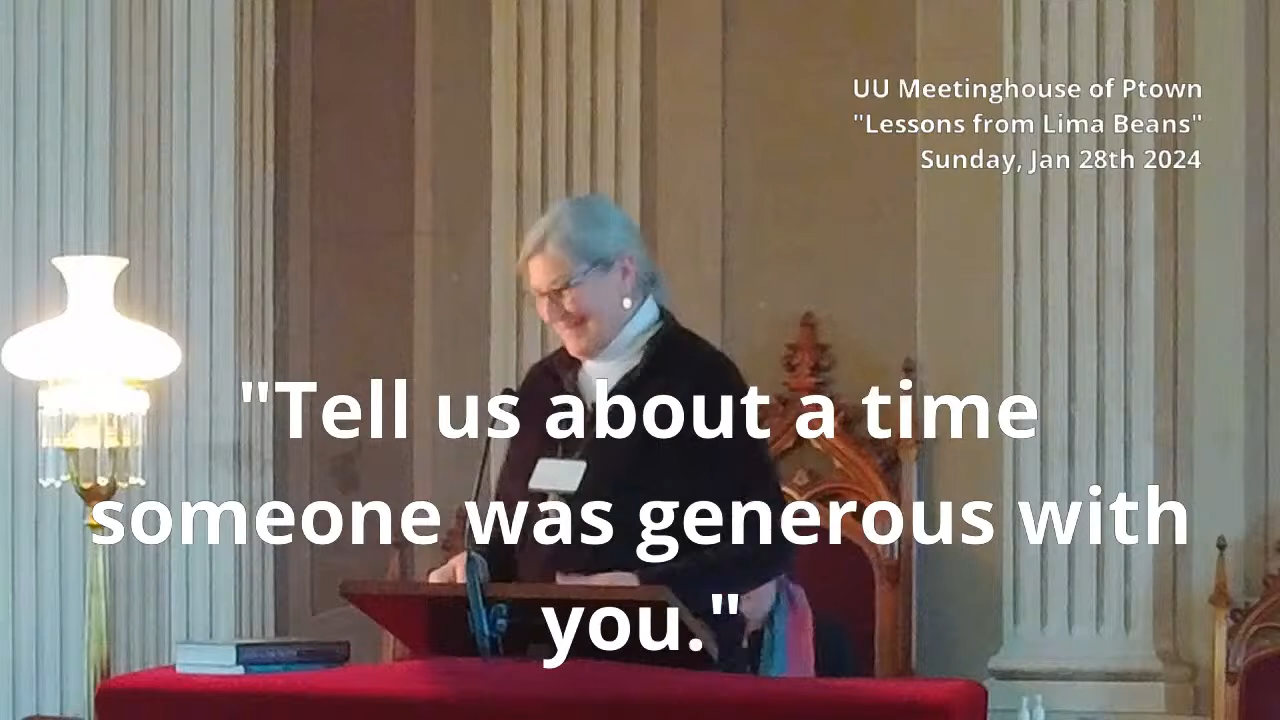 UU Meetinghouse of Ptown
"Lessons from Lima Beans"
Sunday, Jan 28th 2024
"Tell us about a time
someone was generous with
you."